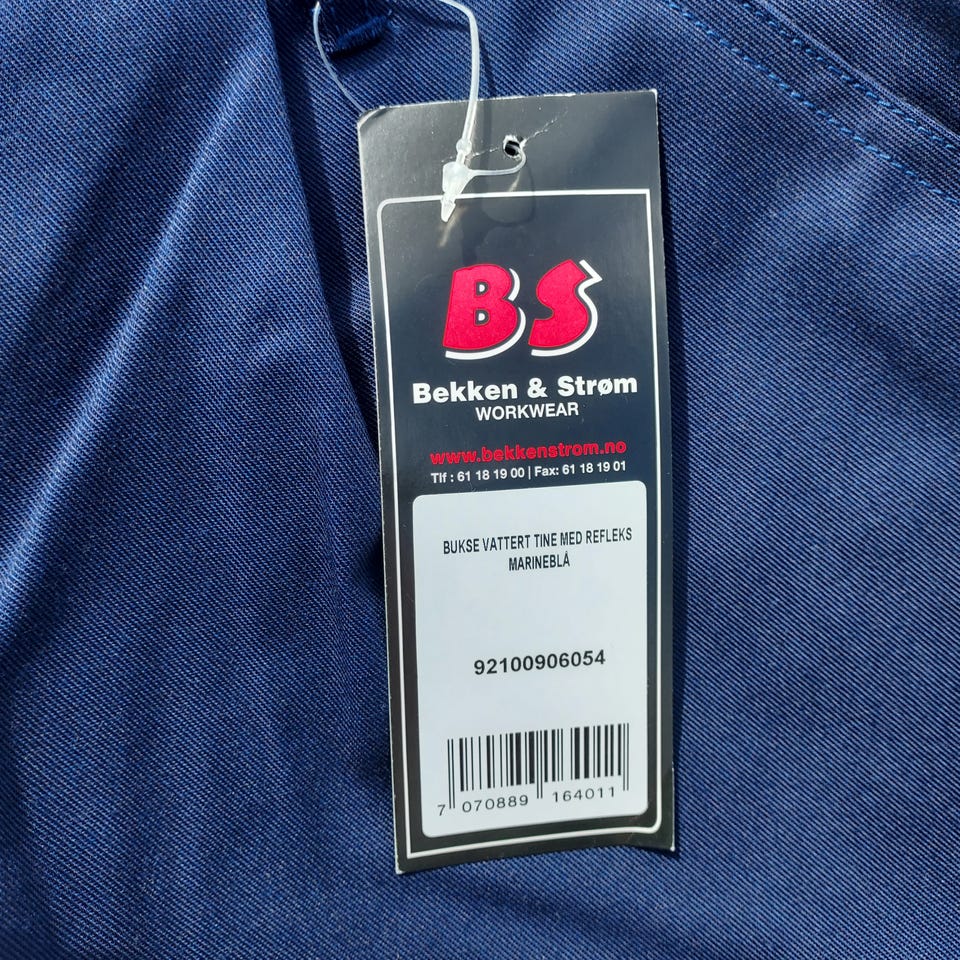 BS
Bekken & Strøm
WORKWEAR
www.bekkenstrom.no
Tlf : 61 18 19 00 | Fax: 61 18 19 01
BUKSE VATTERT TINE MED REFLEKS
MARINEBLÅ
92100906054
7 070889 164011